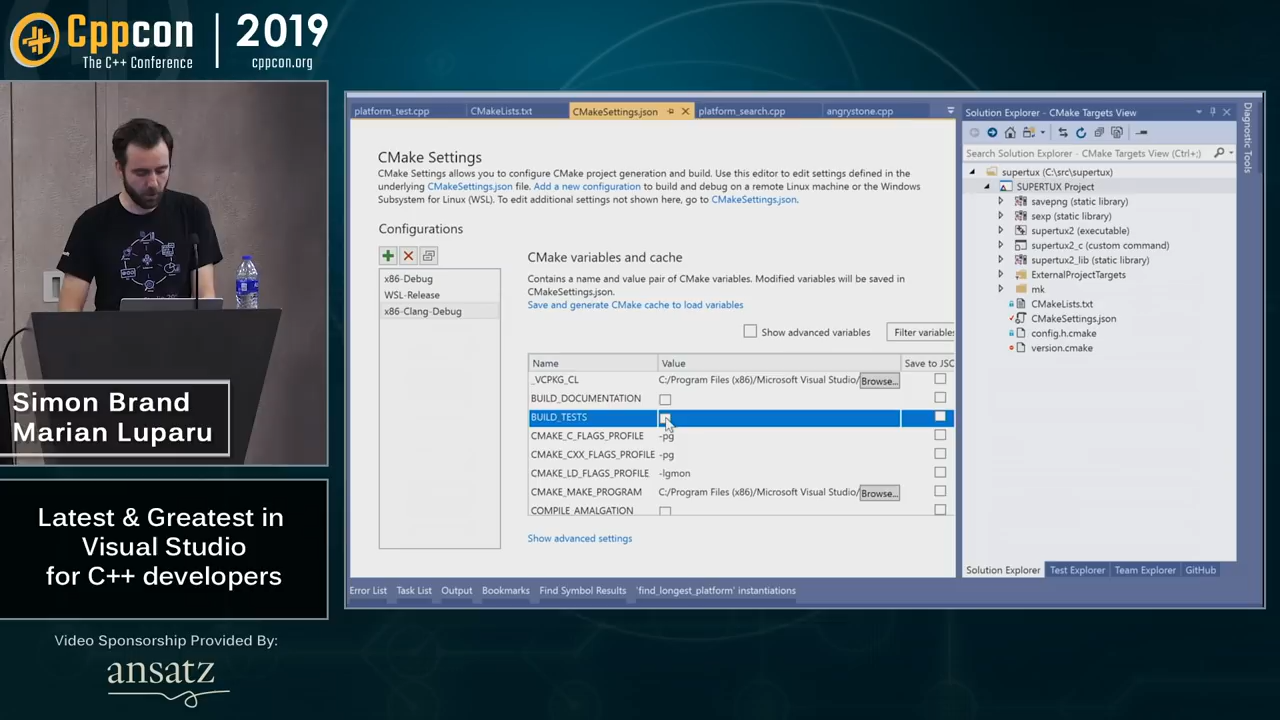 Cppcon
The C++ Conference
2019
cppcon.org
Simon Brand
Marian Luparu
Latest & Greatest in
Visual Studio
for C++ developers
Video Sponsorship Provided By:
ansatz
platform_test.cpp
CMakeLists.txt
CMakeSettings.json
platform_search.cpp
angrystone.cpp
CMake Settings
CMake Settings allows you to configure CMake project generation and build. Use this editor to edit settings defined in the
underlying CMakeSettings.json file. Add a new configuration to build and debug on a remote Linux machine or the Windows
Subsystem for Linux (WSL). To edit additional settings not shown here, go to CMakeSettings.json.
Configurations
x86-Debug
WSL-Release
x86-Clang-Debug
CMake variables and cache
Contains a name and value pair of CMake variables. Modified variables will be saved in
CMakeSettings.json.
Save and generate CMake cache to load variables
Show advanced variables
Filter variables
Name Value Save to JSO
_VCPKG_CL C:/Program Files (x86)/Microsoft Visual Studio/ Browse...
BUILD_DOCUMENTATION
BUILD_TESTS
CMAKE_C_FLAGS_PROFILE -pg
CMAKE_CXX_FLAGS_PROFILE -pg
CMAKE_LD_FLAGS_PROFILE -lgmon
CMAKE_MAKE_PROGRAM C:/Program Files (x86)/Microsoft Visual Studio/ Browse...
COMPILE_AMALGATION
Show advanced settings
Error List Task List Output Bookmarks Find Symbol Results 'find_longest_platform' instantiations
Solution Explorer - CMake Targets View
Search Solution Explorer - CMake Targets View (Ctrl+;)
supertux (C:\src\supertux)
SUPERTUX Project
savepng (static library)
sexp (static library)
supertux2 (executable)
supertux2_c (custom command)
supertux2_lib (static library)
ExternalProjectTargets
mk
CMakeLists.txt
CMakeSettings.json
config.h.cmake
version.cmake
Solution Explorer Test Explorer Team Explorer GitHub
Diagnostic Tools